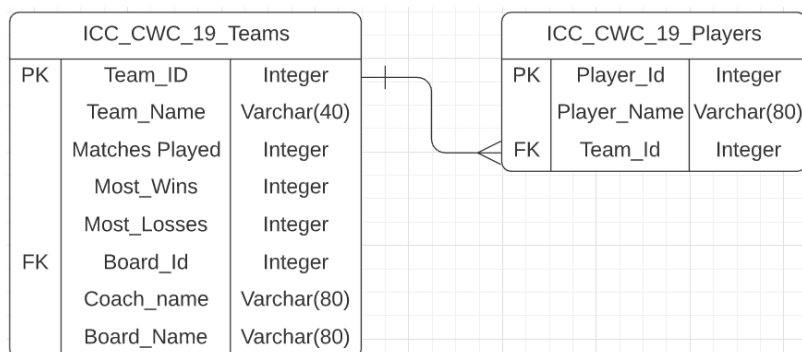 ICC_CWC_19_Teams
PK Team_ID Integer
Team_Name Varchar(40)
Matches Played Integer
Most_Wins Integer
Most_Losses Integer
FK Board_Id Integer
Coach_name Varchar(80)
Board_Name Varchar(80)
ICC_CWC_19_Players
PK Player_Id Integer
Player_Name Varchar(80)
FK Team_Id Integer